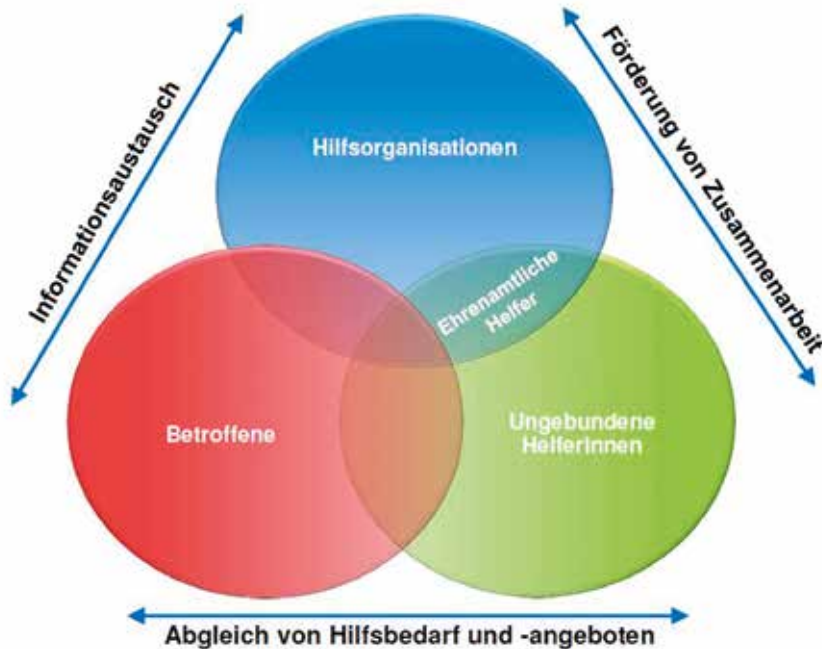 Informationsaustausch
Förderung von Zusammenarbeit
Hilfsorganisationen
Ehrenamtliche
Helfer
Betroffene
Ungebundene
HelferInnen
Abgleich von Hilfsbedarf und -angeboten